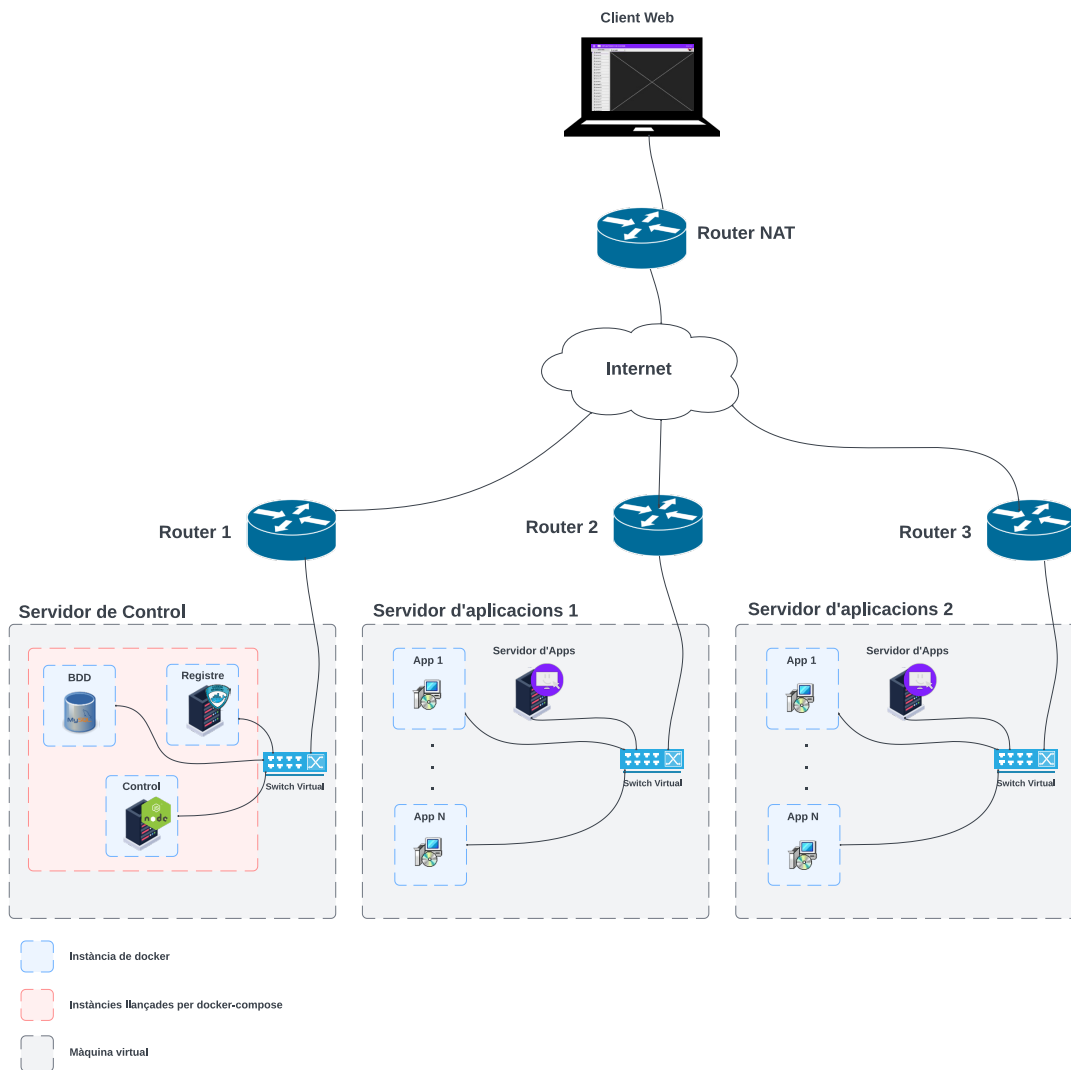 Client Web
Router NAT
Internet
Router 1
Router 2
Router 3
Servidor de Control
Servidor d'aplicacions 1
Servidor d'aplicacions 2
BDD
MySQL
Registre
Control
node
Switch Virtual
App 1
Servidor d'Apps
.
.
.
App N
Switch Virtual
App 1
Servidor d'Apps
.
.
.
App N
Switch Virtual
Instància de docker
Instàncies llançades per docker-compose
Màquina virtual